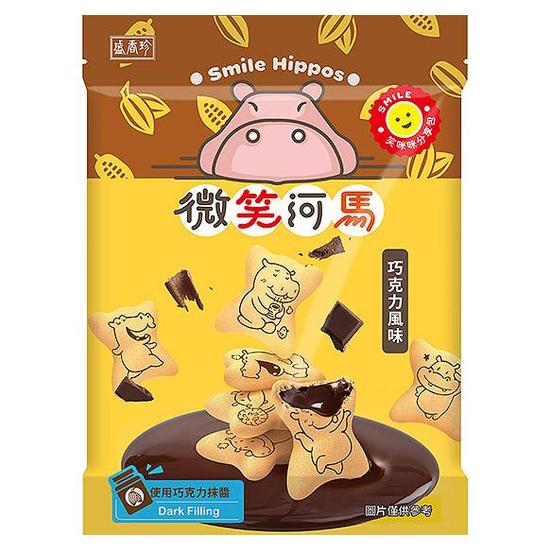 盛香珍
Smile Hippos
SMILE
笑咪咪分享包
微笑河馬
巧克力風味
使用巧克力抹醬
Dark Filling
圖片僅供參考